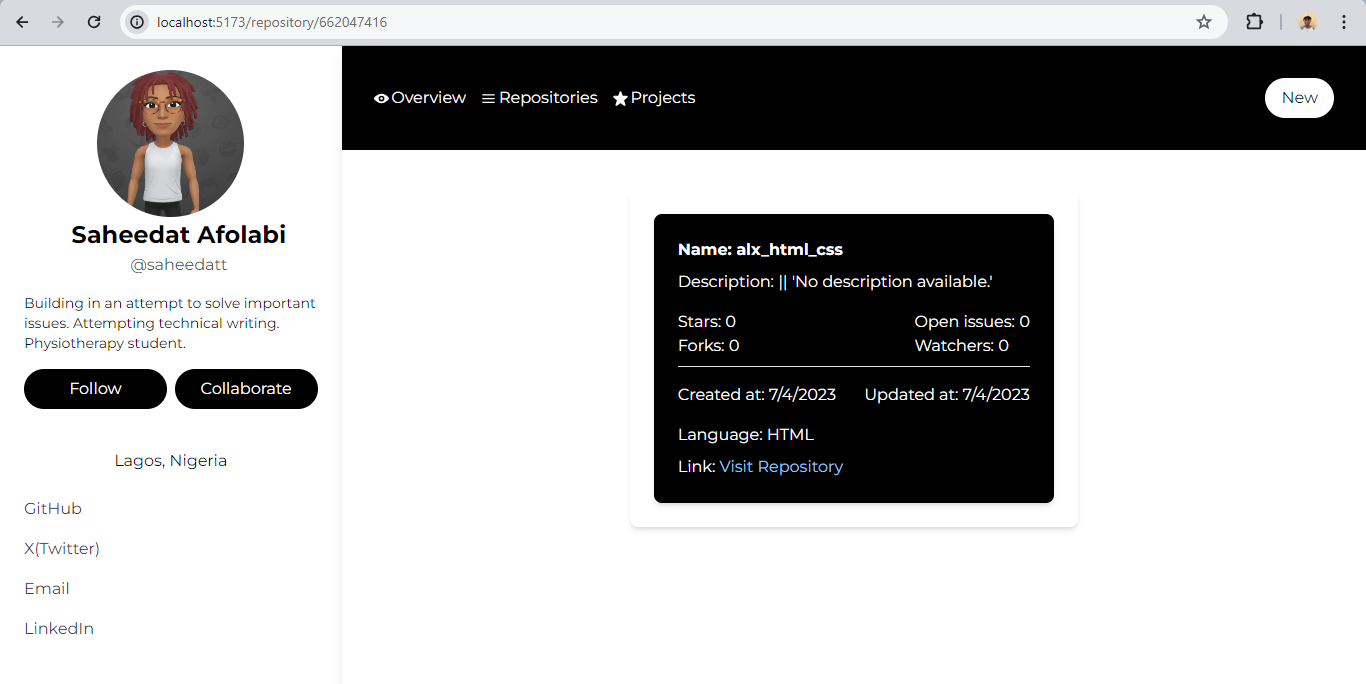 localhost:5173/repository/662047416
Overview Repositories Projects
New
Saheedat Afolabi
@saheedatt
Building in an attempt to solve important
issues. Attempting technical writing.
Physiotherapy student.
Follow Collaborate
Lagos, Nigeria
GitHub
X(Twitter)
Email
LinkedIn
Name: alx_html_css
Description: || 'No description available.'
Stars: 0 Open issues: 0
Forks: 0 Watchers: 0
Created at: 7/4/2023 Updated at: 7/4/2023
Language: HTML
Link: Visit Repository